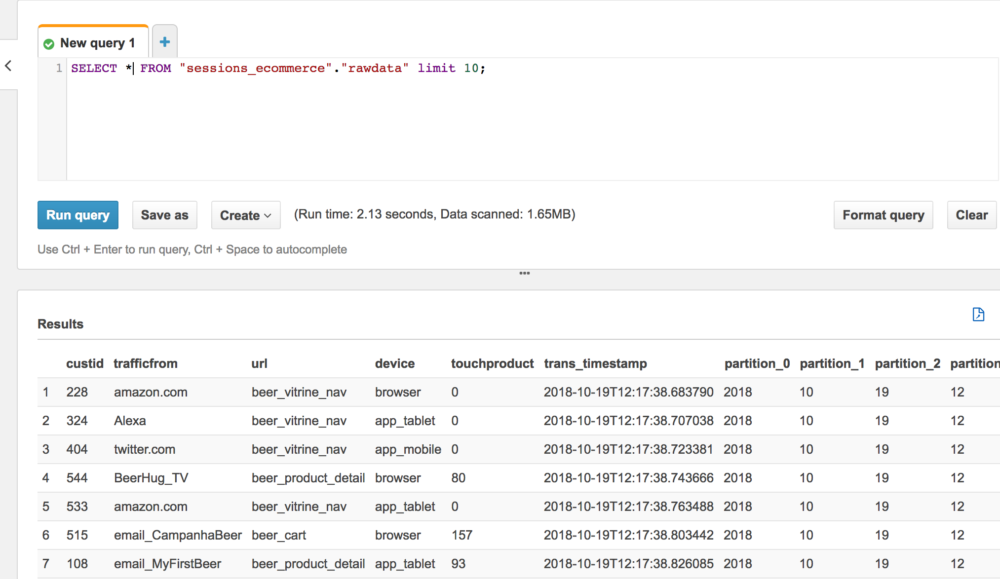 New query 1 +
1 SELECT * FROM "sessions_ecommerce"."rawdata" limit 10;
Run query Save as Create (Run time: 2.13 seconds, Data scanned: 1.65MB) Format query Clear
Use Ctrl + Enter to run query, Ctrl + Space to autocomplete
Results
custid trafficfrom url device touchproduct trans_timestamp partition_0 partition_1 partition_2 partition
1 228 amazon.com beer_vitrine_nav browser 0 2018-10-19T12:17:38.683790 2018 10 19 12
2 324 Alexa beer_vitrine_nav app_tablet 0 2018-10-19T12:17:38.707038 2018 10 19 12
3 404 twitter.com beer_vitrine_nav app_mobile 0 2018-10-19T12:17:38.723381 2018 10 19 12
4 544 BeerHug_TV beer_product_detail browser 80 2018-10-19T12:17:38.743666 2018 10 19 12
5 533 amazon.com beer_vitrine_nav app_tablet 0 2018-10-19T12:17:38.763488 2018 10 19 12
6 515 email_CampanhaBeer beer_cart browser 157 2018-10-19T12:17:38.803442 2018 10 19 12
7 108 email_MyFirstBeer beer_product_detail app_tablet 93 2018-10-19T12:17:38.826085 2018 10 19 12